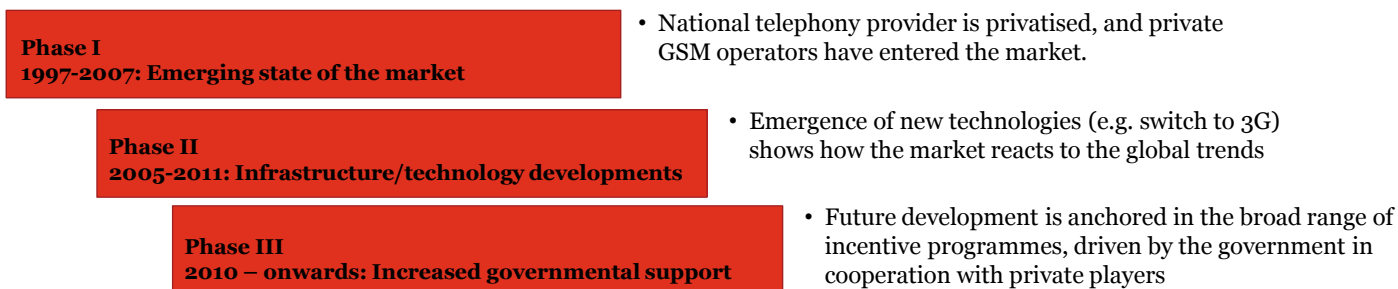 Phase I
1997-2007: Emerging state of the market
• National telephony provider is privatised, and private
GSM operators have entered the market.
Phase II
2005-2011: Infrastructure/technology developments
• Emergence of new technologies (e.g. switch to 3G)
shows how the market reacts to the global trends
Phase III
2010 – onwards: Increased governmental support
• Future development is anchored in the broad range of
incentive programmes, driven by the government in
cooperation with private players